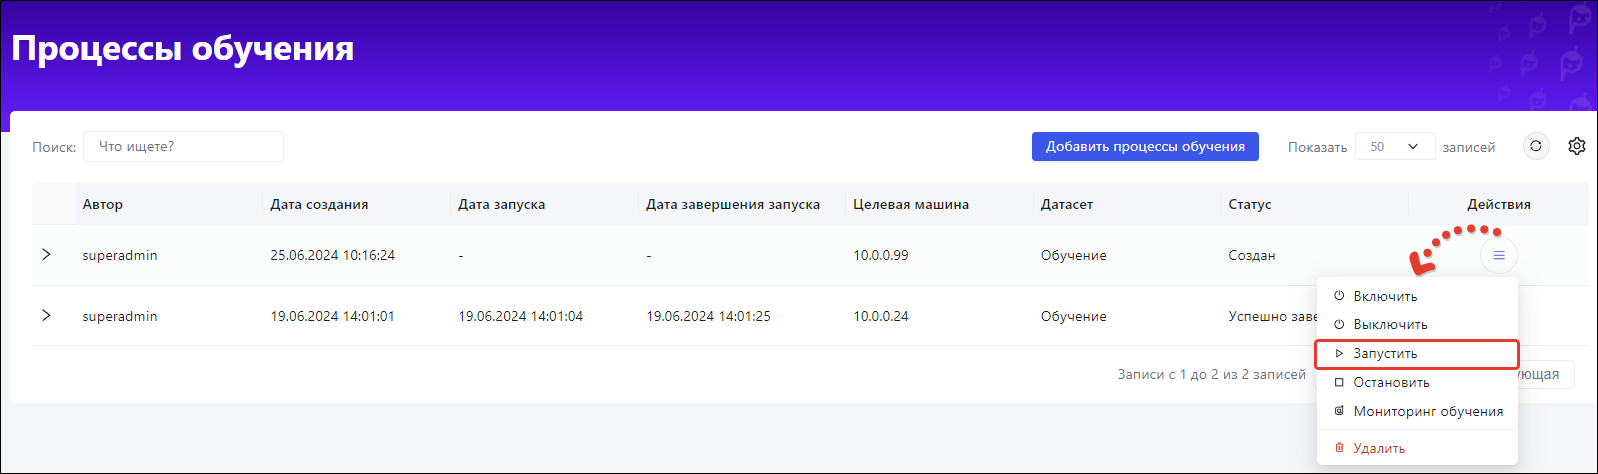 Процессы обучения
Поиск: Что ищете? Добавить процессы обучения Показать 50 записей
Автор Дата создания Дата запуска Дата завершения запуска Целевая машина Датасет Статус Действия
superadmin 25.06.2024 10:16:24 - - 10.0.0.99 Обучение Создан
superadmin 19.06.2024 14:01:01 19.06.2024 14:01:04 19.06.2024 14:01:25 10.0.0.24 Обучение Успешно заве
Записи с 1 до 2 из 2 записей ующая
Включить
Выключить
Запустить
Остановить
Мониторинг обучения
Удалить